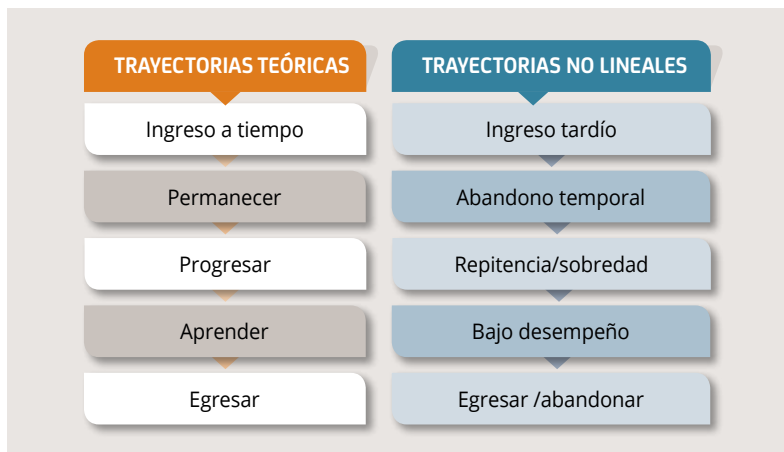 TRAYECTORIAS TEÓRICAS
Ingreso a tiempo
Permanecer
Progresar
Aprender
Egresar
TRAYECTORIAS NO LINEALES
Ingreso tardío
Abandono temporal
Repitencia/sobredad
Bajo desempeño
Egresar /abandonar